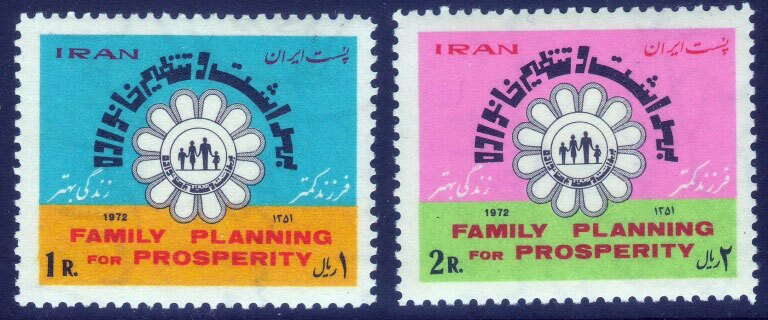 IRAN پست ایران
بهداشت و تنظیم خانواده
زندگی بهتر فرزند کمتر
1972 ۱۳۵۱
FAMILY PLANNING
FOR PROSPERITY
1 R. ۱ ریال
IRAN پست ایران
بهداشت و تنظیم خانواده
زندگی بهتر فرزند کمتر
1972 ۱۳۵۱
FAMILY PLANNING
FOR PROSPERITY
2 R. ۲ ریال